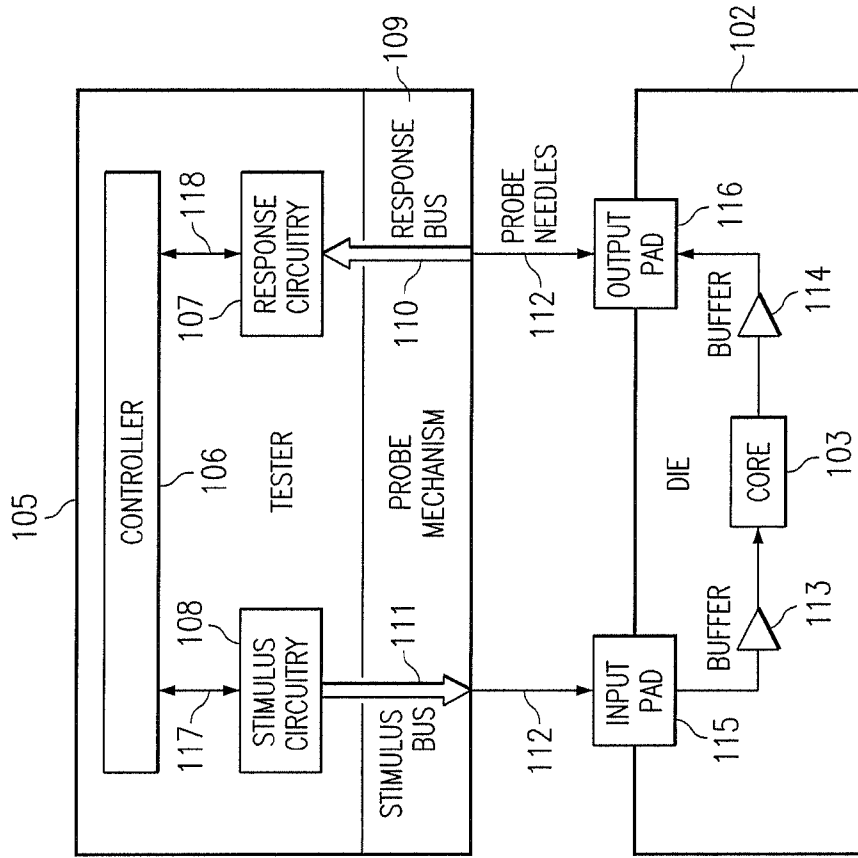 105
CONTROLLER
106
117
118
108
STIMULUS
CIRCUITRY
TESTER
107
RESPONSE
CIRCUITRY
109
111
STIMULUS
BUS
PROBE
MECHANISM
110
RESPONSE
BUS
112
PROBE
NEEDLES
112
102
INPUT
PAD
115
OUTPUT
PAD
116
DIE
BUFFER
113
CORE
103
BUFFER
114